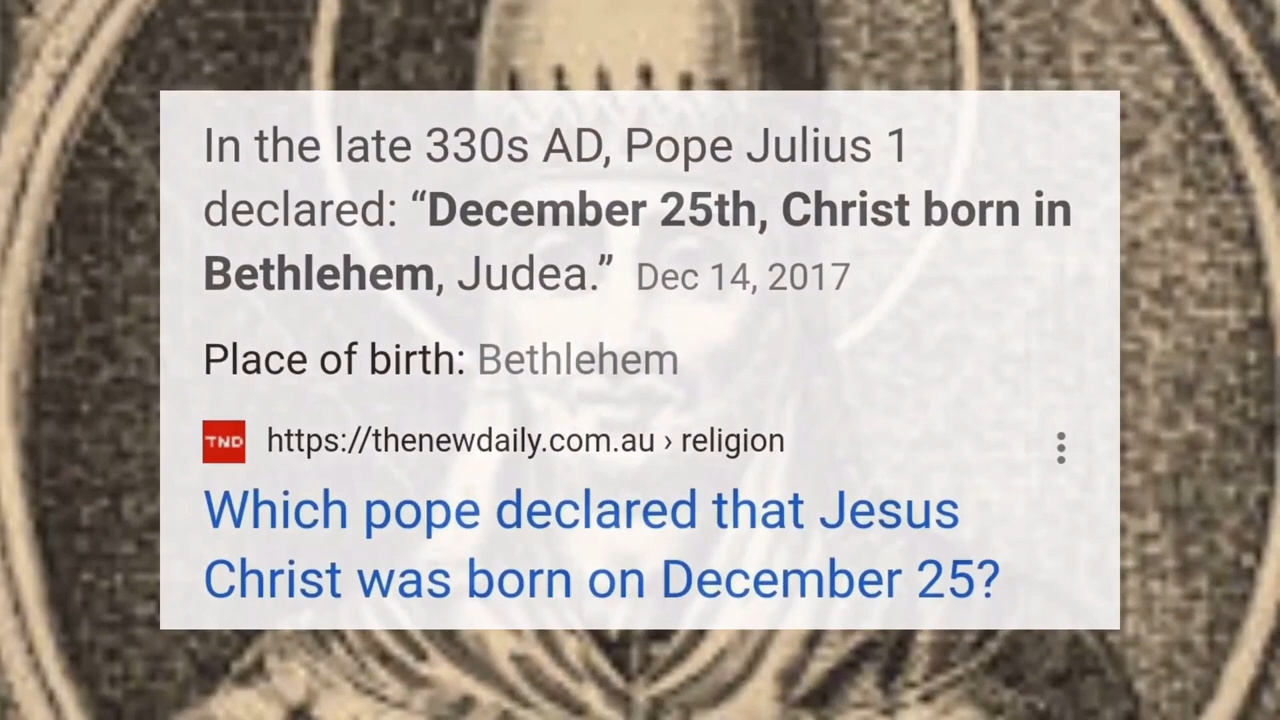 In the late 330s AD, Pope Julius 1
declared: “December 25th, Christ born in
Bethlehem, Judea.” Dec 14, 2017
Place of birth: Bethlehem
TND https://thenewdaily.com.au › religion
Which pope declared that Jesus
Christ was born on December 25?